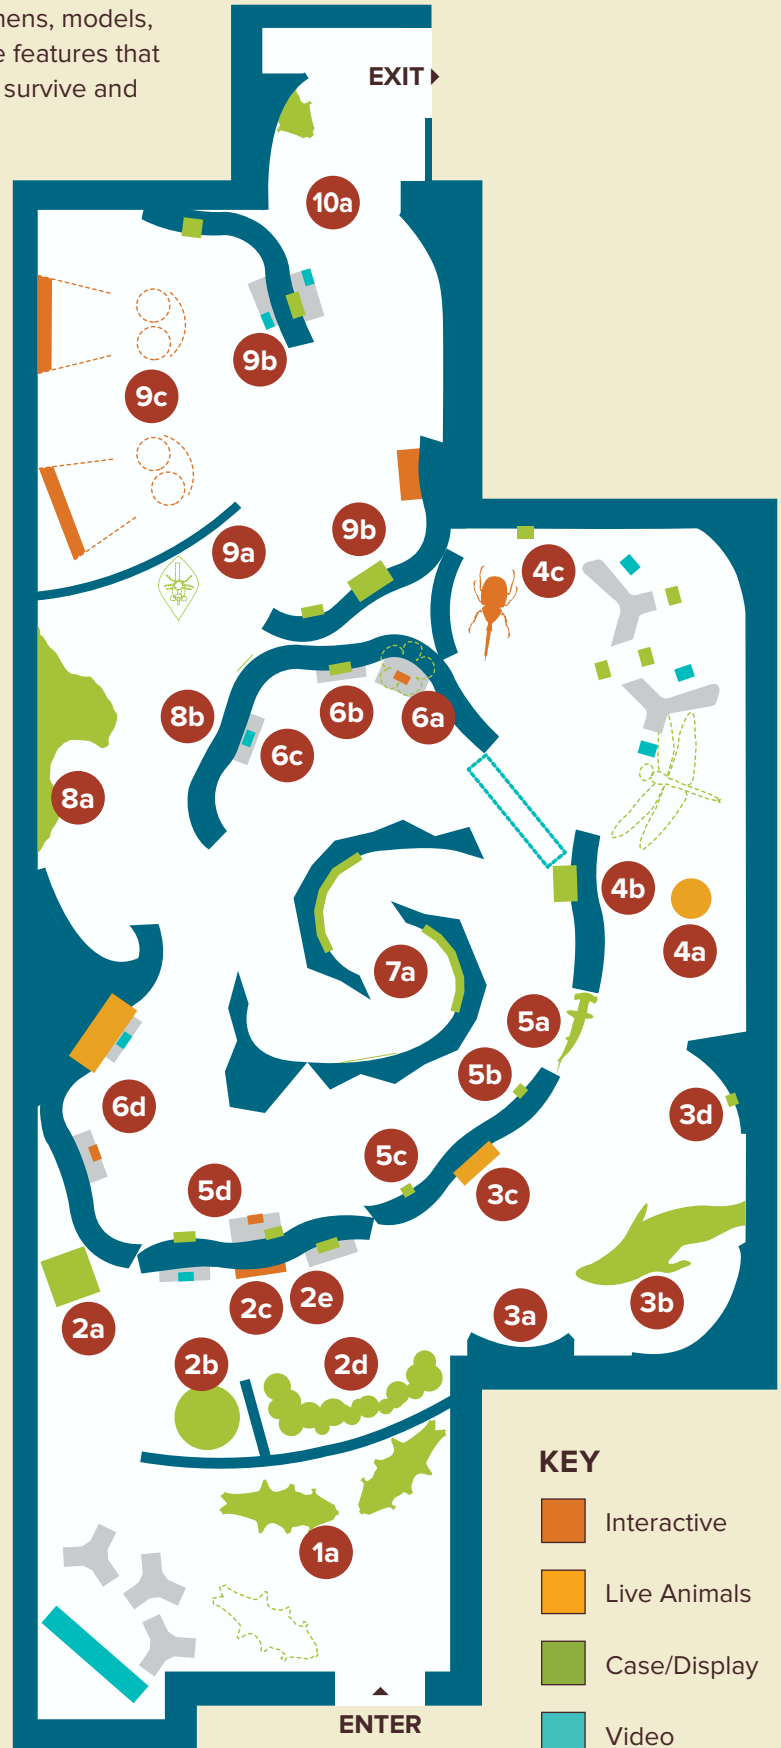 nens, models,
e features that
survive and
EXIT
10a
9b
9c
9b
9a
4c
8b
6b
6a
6c
8a
4b
4a
7a
5a
5b
6d
3d
5c
5d
3c
2a
2c
2e
3a
3b
2b
2d
1a
KEY
Interactive
Live Animals
Case/Display
Video
ENTER